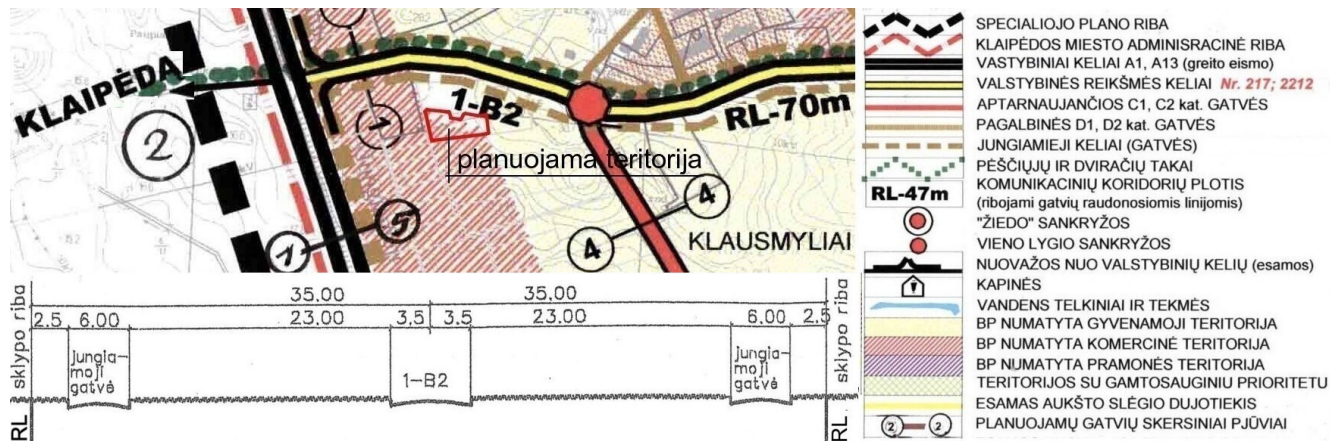 KLAIPĖDA
2
1
1-B2
RL-70m
planuojama teritorija
4
5
1
4
KLAUSMYLIAI
35.00 35.00
2.5 6.00 23.00 3.5 3.5 23.00 6.00 2.5
sklypo riba
RL
jungia-
moji
gatvė
1-B2
jungia-
moji
gatvė
sklypo riba
RL
SPECIALIOJO PLANO RIBA
KLAIPĖDOS MIESTO ADMINISRACINĖ RIBA
VASTYBINIAI KELIAI A1, A13 (greito eismo)
VALSTYBINĖS REIKŠMĖS KELIAI Nr. 217; 2212
APTARNAUJANČIOS C1, C2 kat. GATVĖS
PAGALBINĖS D1, D2 kat. GATVĖS
JUNGIAMIEJI KELIAI (GATVĖS)
PĖSČIŲJŲ IR DVIRAČIŲ TAKAI
RL-47m KOMUNIKACINIŲ KORIDORIŲ PLOTIS
(ribojami gatvių raudonosiomis linijomis)
"ŽIEDO" SANKRYŽOS
VIENO LYGIO SANKRYŽOS
NUOVAŽOS NUO VALSTYBINIŲ KELIŲ (esamos)
KAPINĖS
VANDENS TELKINIAI IR TEKMĖS
BP NUMATYTA GYVENAMOJI TERITORIJA
BP NUMATYTA KOMERCINĖ TERITORIJA
BP NUMATYTA PRAMONĖS TERITORIJA
TERITORIJOS SU GAMTOSAUGINIU PRIORITETU
ESAMAS AUKŠTO SLĖGIO DUJOTIEKIS
2 2 PLANUOJAMŲ GATVIŲ SKERSINIAI PJŪVIAI